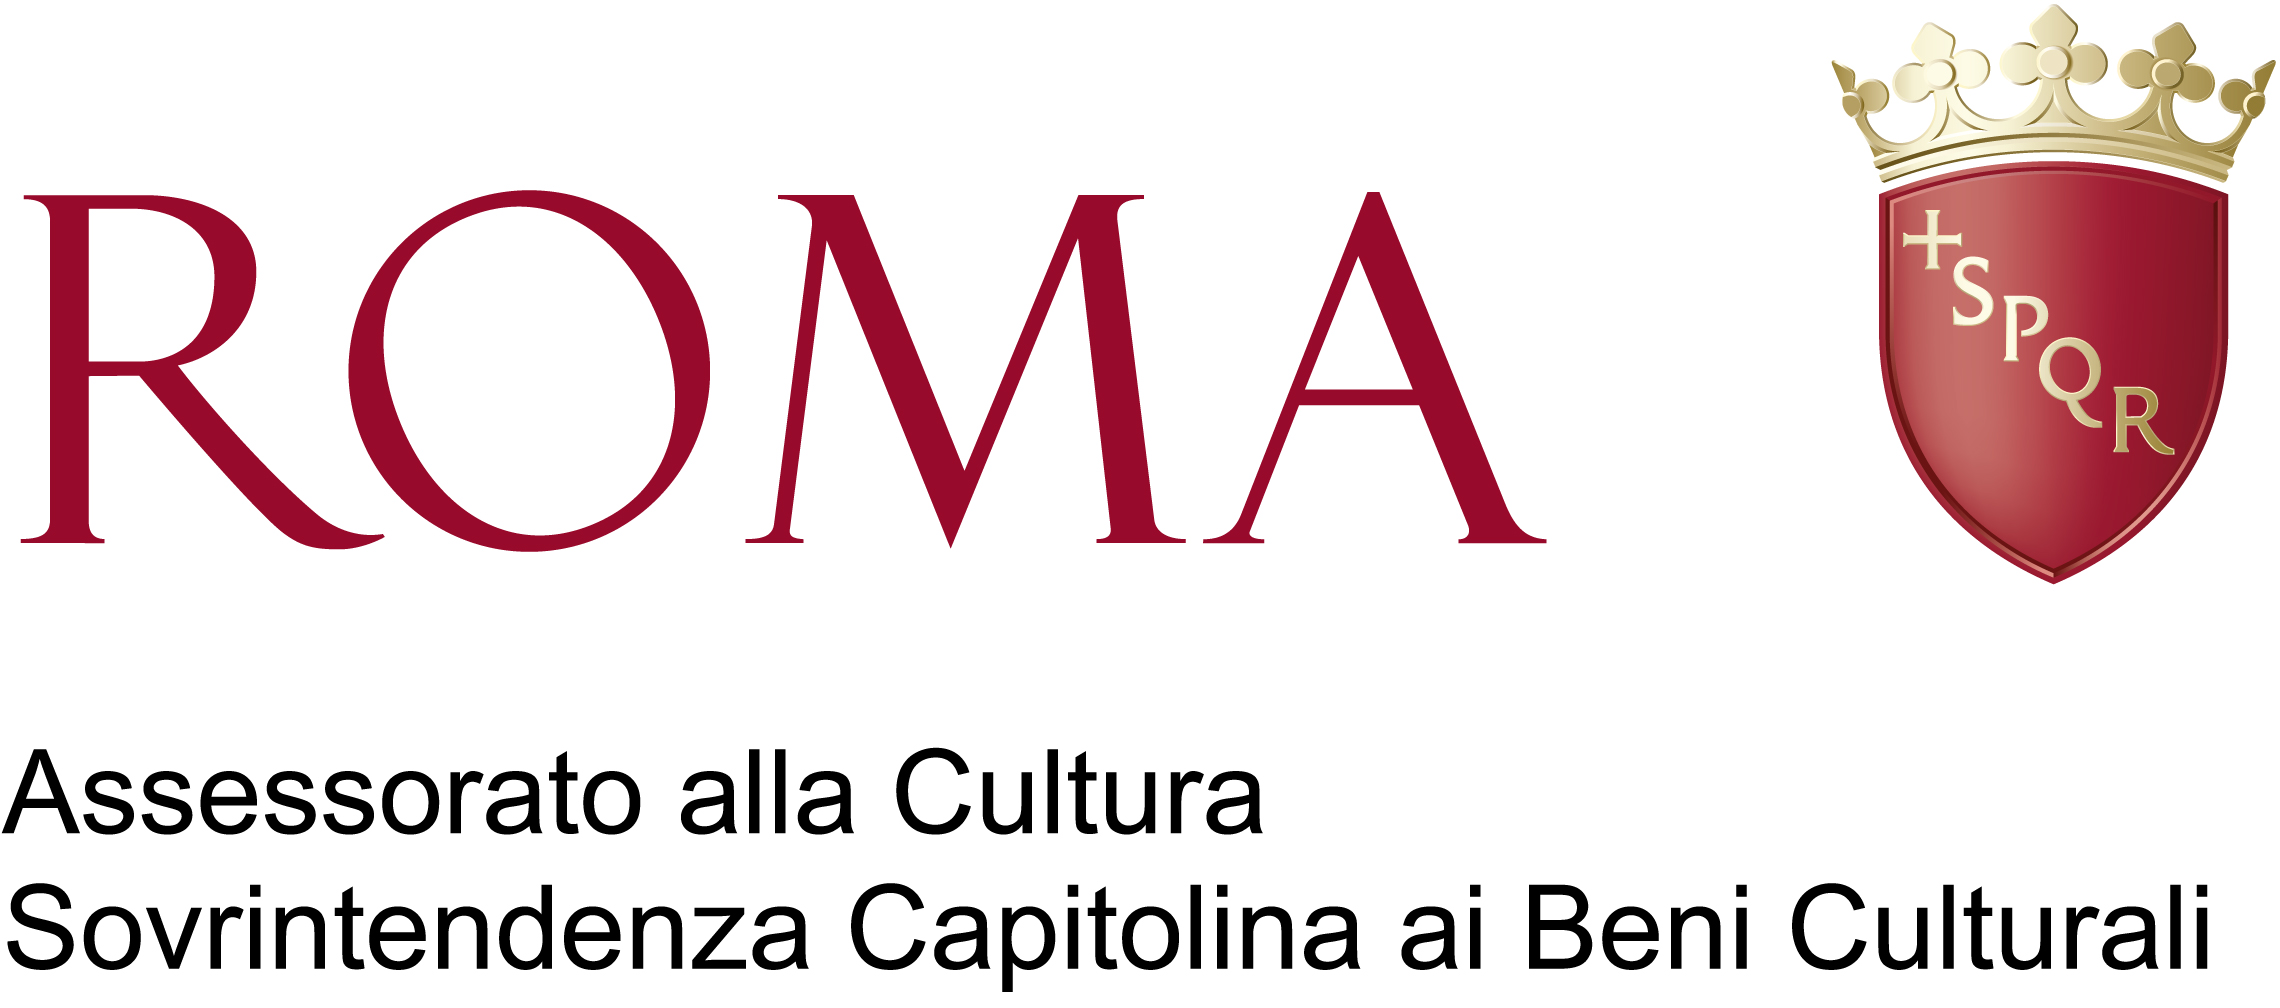 ROMA
+SPQR
Assessorato alla Cultura
Sovrintendenza Capitolina ai Beni Culturali